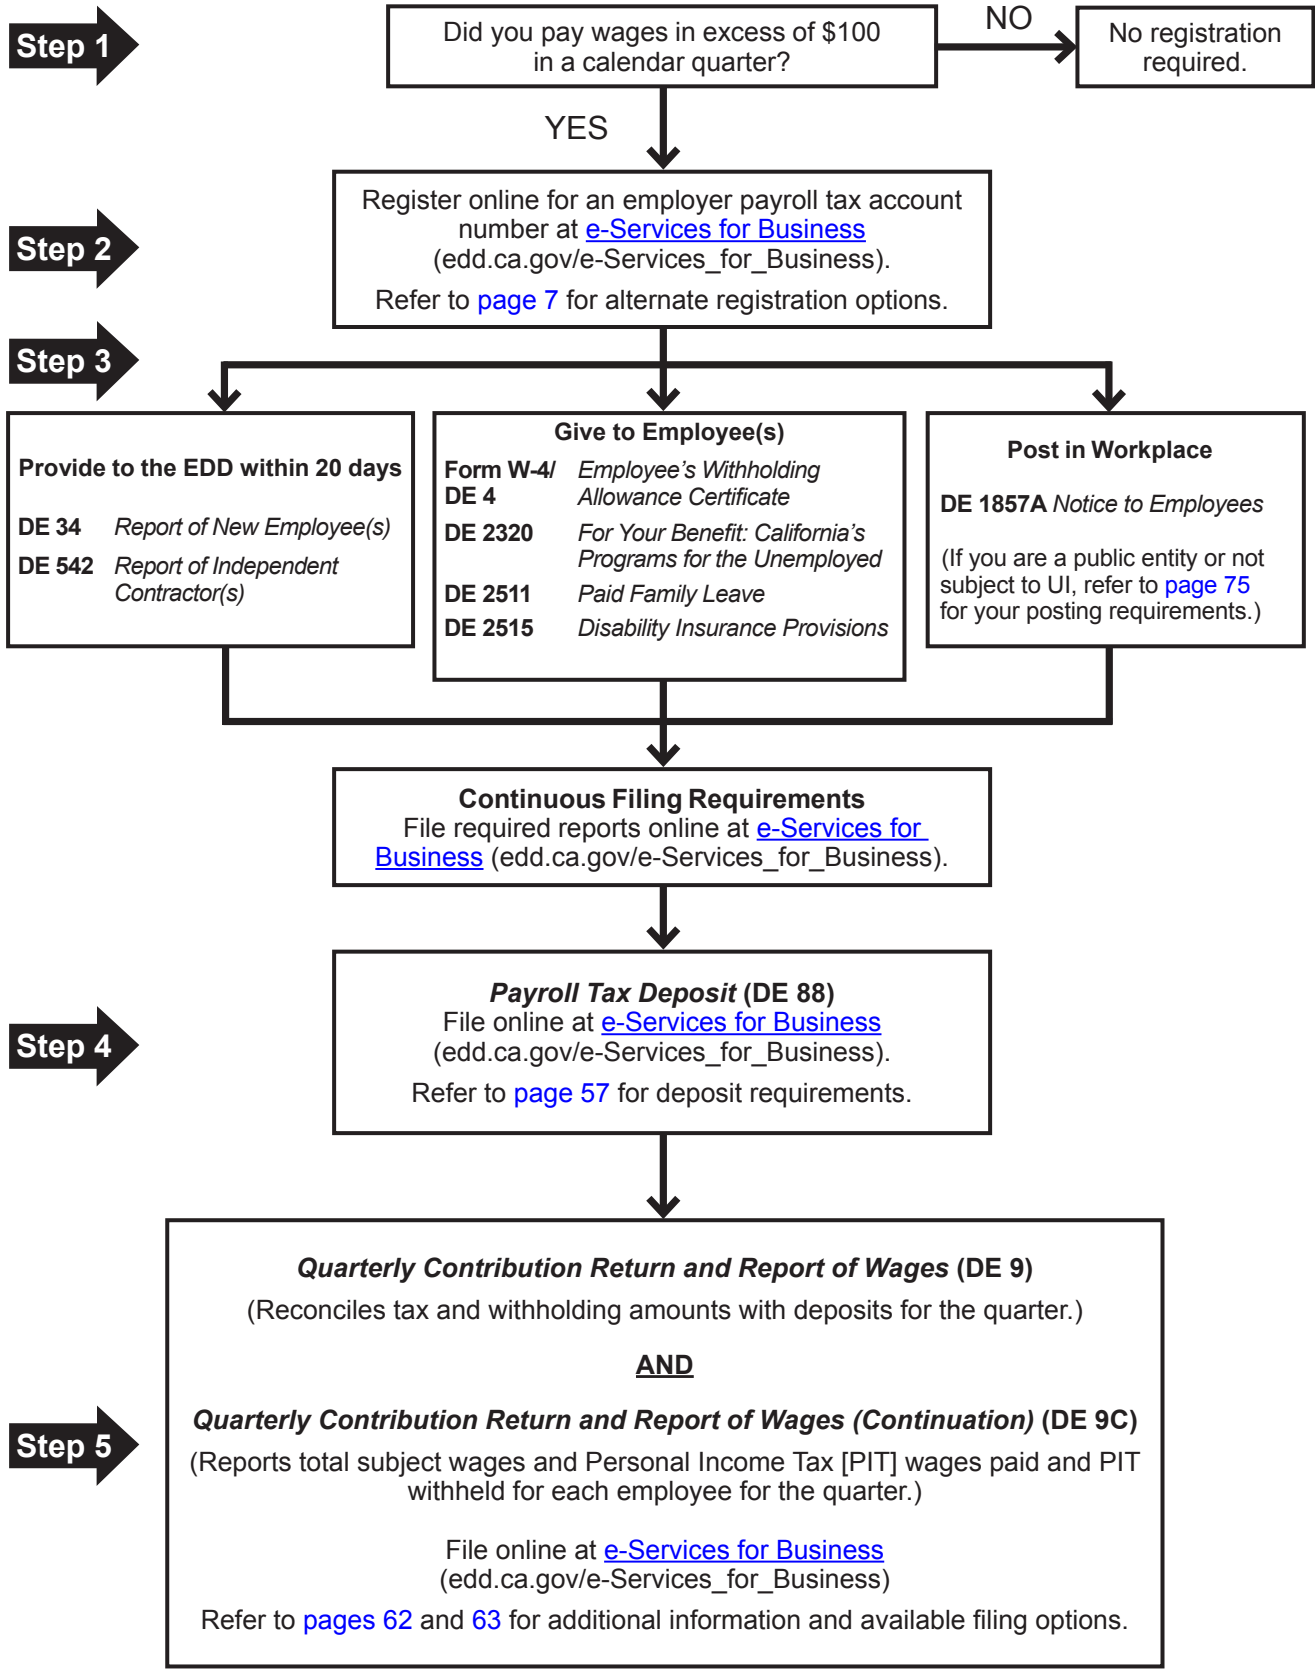 Step 1
Did you pay wages in excess of $100
in a calendar quarter?
NO
No registration
required.
YES
Step 2
Register online for an employer payroll tax account
number at e-Services for Business
(edd.ca.gov/e-Services_for_Business).
Refer to page 7 for alternate registration options.
Step 3
Provide to the EDD within 20 days
DE 34 Report of New Employee(s)
DE 542 Report of Independent
Contractor(s)
Give to Employee(s)
Form W-4/ Employee's Withholding
DE 4 Allowance Certificate
DE 2320 For Your Benefit: California's
Programs for the Unemployed
DE 2511 Paid Family Leave
DE 2515 Disability Insurance Provisions
Post in Workplace
DE 1857A Notice to Employees
(If you are a public entity or not
subject to UI, refer to page 75
for your posting requirements.)
Continuous Filing Requirements
File required reports online at e-Services for
Business (edd.ca.gov/e-Services_for_Business).
Step 4
Payroll Tax Deposit (DE 88)
File online at e-Services for Business
(edd.ca.gov/e-Services_for_Business).
Refer to page 57 for deposit requirements.
Step 5
Quarterly Contribution Return and Report of Wages (DE 9)
(Reconciles tax and withholding amounts with deposits for the quarter.)
AND
Quarterly Contribution Return and Report of Wages (Continuation) (DE 9C)
(Reports total subject wages and Personal Income Tax [PIT] wages paid and PIT
withheld for each employee for the quarter.)
File online at e-Services for Business
(edd.ca.gov/e-Services_for_Business)
Refer to pages 62 and 63 for additional information and available filing options.